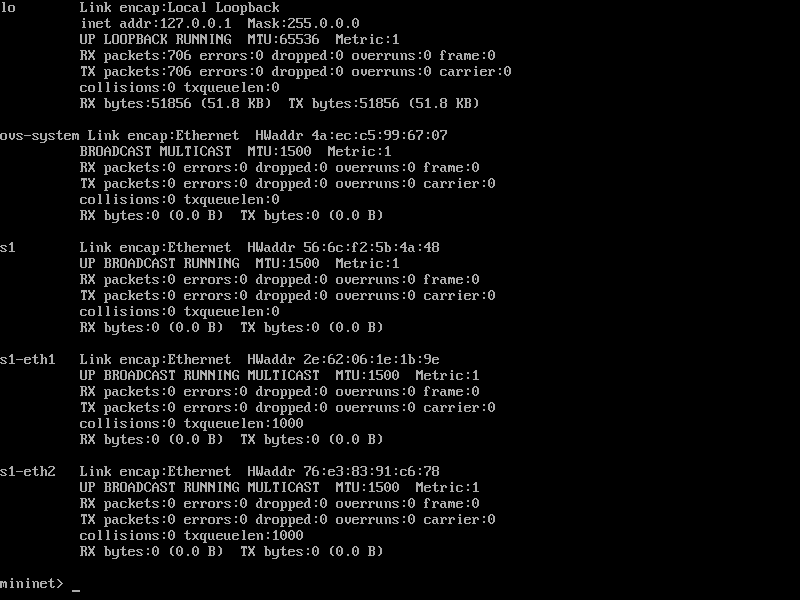 lo        Link encap:Local Loopback
          inet addr:127.0.0.1  Mask:255.0.0.0
          UP LOOPBACK RUNNING  MTU:65536  Metric:1
          RX packets:706 errors:0 dropped:0 overruns:0 frame:0
          TX packets:706 errors:0 dropped:0 overruns:0 carrier:0
          collisions:0 txqueuelen:0
          RX bytes:51856 (51.8 KB)  TX bytes:51856 (51.8 KB)

ovs-system Link encap:Ethernet  HWaddr 4a:ec:c5:99:67:07
          BROADCAST MULTICAST  MTU:1500  Metric:1
          RX packets:0 errors:0 dropped:0 overruns:0 frame:0
          TX packets:0 errors:0 dropped:0 overruns:0 carrier:0
          collisions:0 txqueuelen:0
          RX bytes:0 (0.0 B)  TX bytes:0 (0.0 B)

s1        Link encap:Ethernet  HWaddr 56:6c:f2:5b:4a:48
          UP BROADCAST RUNNING  MTU:1500  Metric:1
          RX packets:0 errors:0 dropped:0 overruns:0 frame:0
          TX packets:0 errors:0 dropped:0 overruns:0 carrier:0
          collisions:0 txqueuelen:0
          RX bytes:0 (0.0 B)  TX bytes:0 (0.0 B)

s1-eth1   Link encap:Ethernet  HWaddr 2e:62:06:1e:1b:9e
          UP BROADCAST RUNNING MULTICAST  MTU:1500  Metric:1
          RX packets:0 errors:0 dropped:0 overruns:0 frame:0
          TX packets:0 errors:0 dropped:0 overruns:0 carrier:0
          collisions:0 txqueuelen:1000
          RX bytes:0 (0.0 B)  TX bytes:0 (0.0 B)

s1-eth2   Link encap:Ethernet  HWaddr 76:e3:83:91:c6:78
          UP BROADCAST RUNNING MULTICAST  MTU:1500  Metric:1
          RX packets:0 errors:0 dropped:0 overruns:0 frame:0
          TX packets:0 errors:0 dropped:0 overruns:0 carrier:0
          collisions:0 txqueuelen:1000
          RX bytes:0 (0.0 B)  TX bytes:0 (0.0 B)

mininet> _